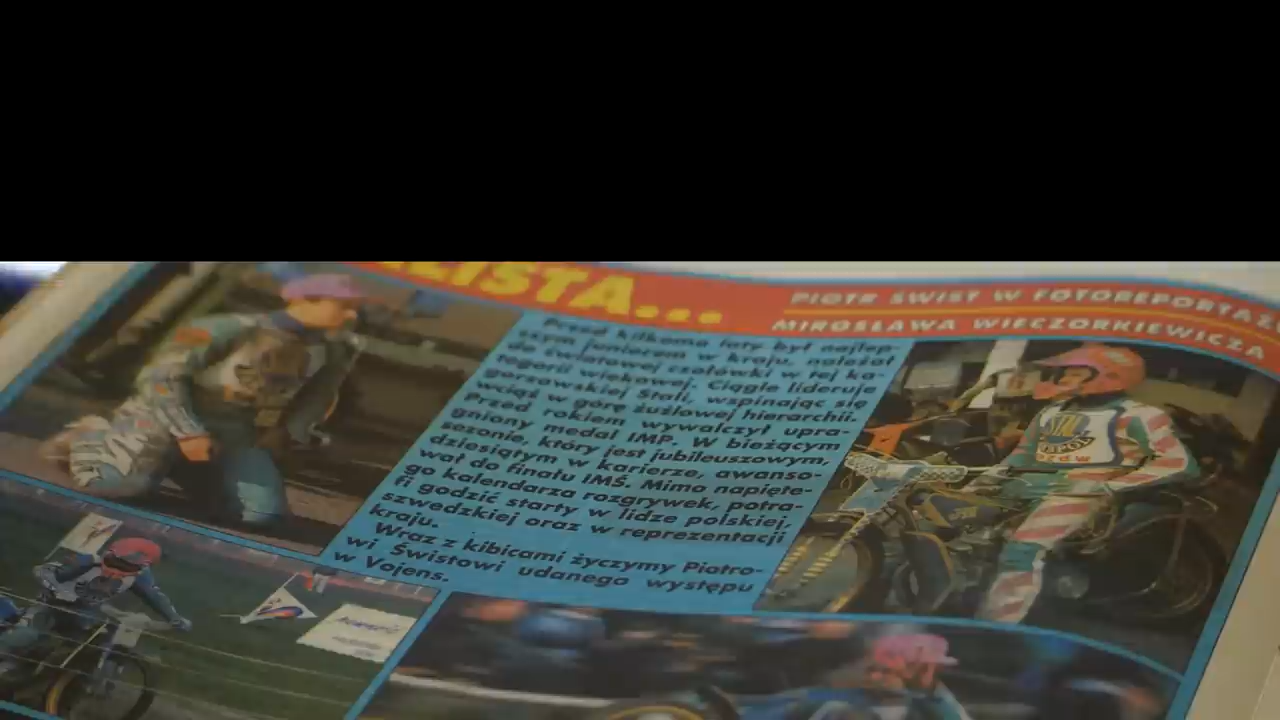 LISTA...
PIOTR ŚWIST W FOTOREPORTAŻ
MIROSŁAWA WIECZORKIEWICZA
Przed kilkoma laty był najlep-
szym juniorem w kraju, należał
do światowej czołówki w tej ka-
tegorii wiekowej. Ciągle lideruje
gorzowskiej Stali, wspinając się
wciąż w górę żużlowej hierarchii.
Przed rokiem wywalczył upra-
gniony medal IMP. W bieżącym
sezonie, który jest jubileuszowym,
dziesiątym w karierze, awanso-
wał do finału IMŚ. Mimo napięte-
go kalendarza rozgrywek, potra-
fi godzić starty w lidze polskiej,
szwedzkiej oraz w reprezentacji
kraju.
Wraz z kibicami życzymy Piotro-
wi Świstowi udanego występu
w Vojens.